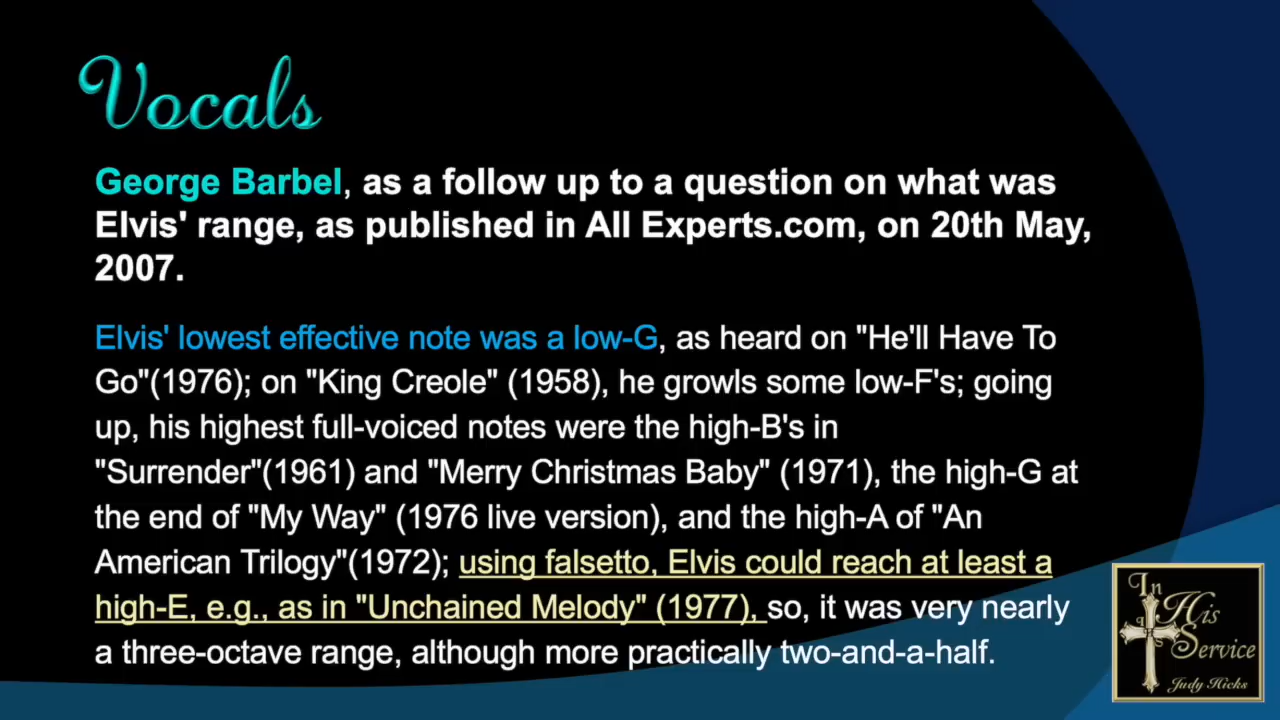 Vocals
George Barbel, as a follow up to a question on what was
Elvis' range, as published in All Experts.com, on 20th May,
2007.
Elvis' lowest effective note was a low-G, as heard on "He'll Have To
Go"(1976); on "King Creole" (1958), he growls some low-F's; going
up, his highest full-voiced notes were the high-B's in
"Surrender"(1961) and "Merry Christmas Baby" (1971), the high-G at
the end of "My Way" (1976 live version), and the high-A of "An
American Trilogy"(1972); using falsetto, Elvis could reach at least a
high-E, e.g., as in "Unchained Melody" (1977), so, it was very nearly
a three-octave range, although more practically two-and-a-half.
In
His
Service
Judy Hicks